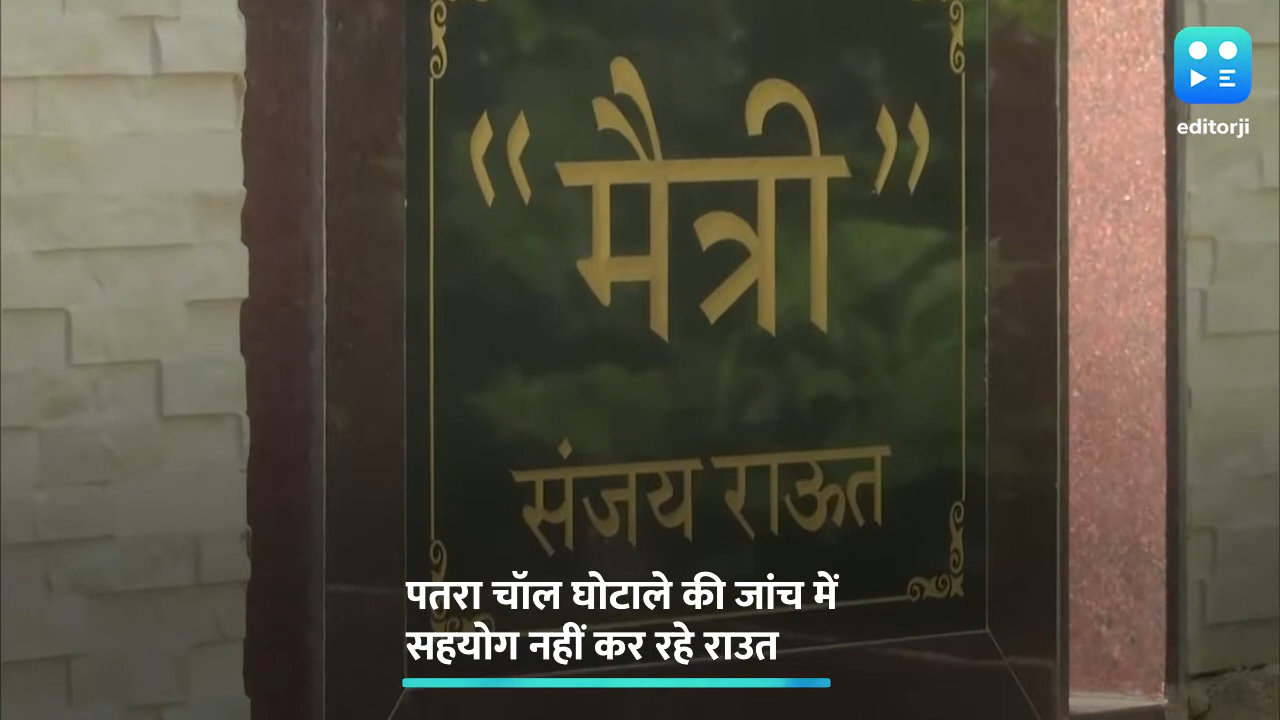 editorji
“मैत्री”
संजय राऊत
पतरा चॉल घोटाले की जांच में
सहयोग नहीं कर रहे राउत